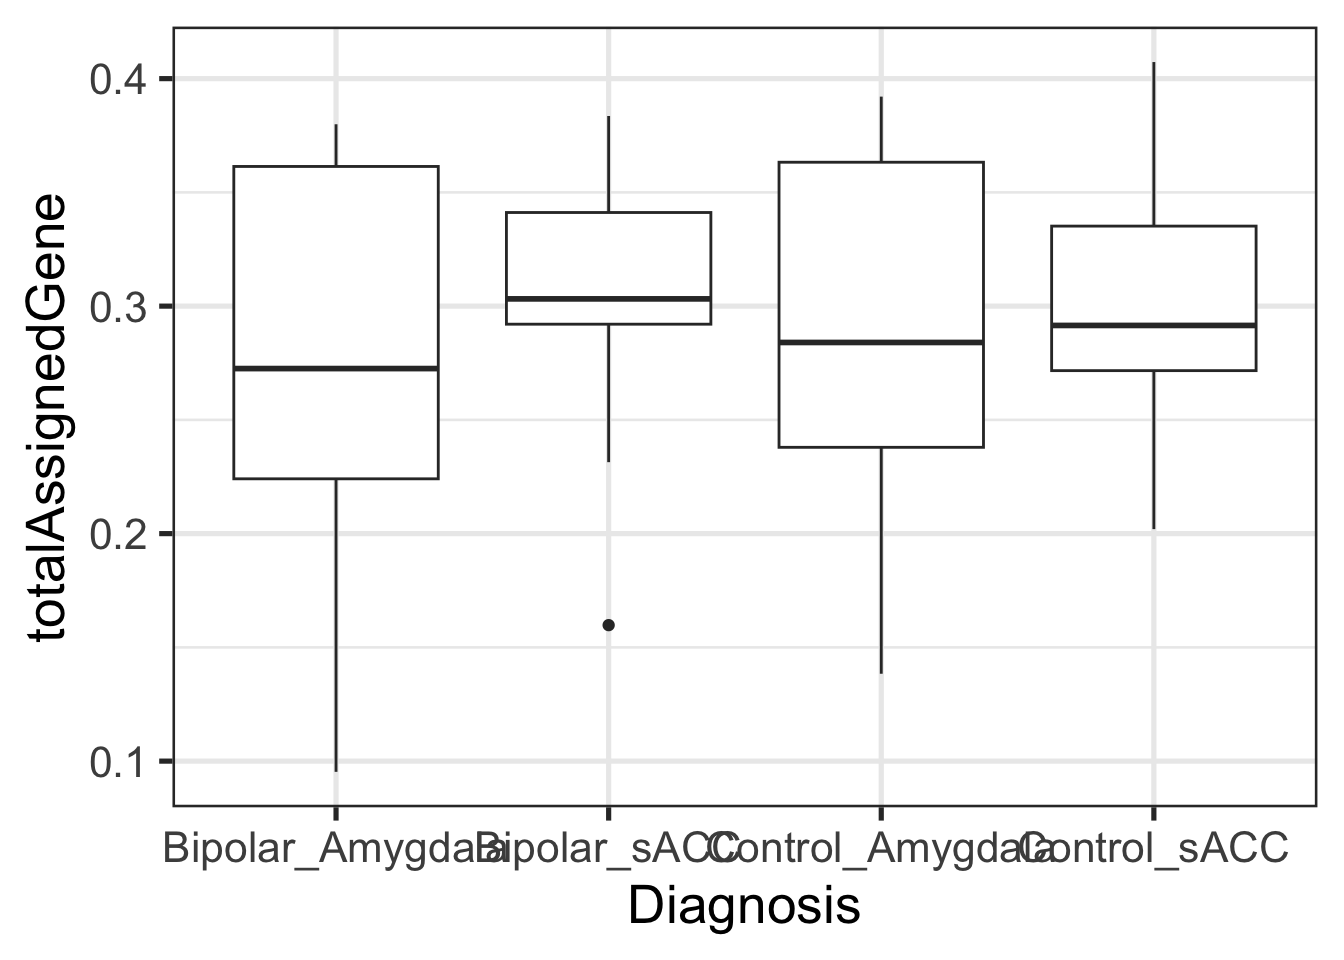 totalAssignedGene
0.4
0.3
0.2
0.1
Bipolar_Amygdala Bipolar_sACC Control_Amygdala Control_sACC
Diagnosis